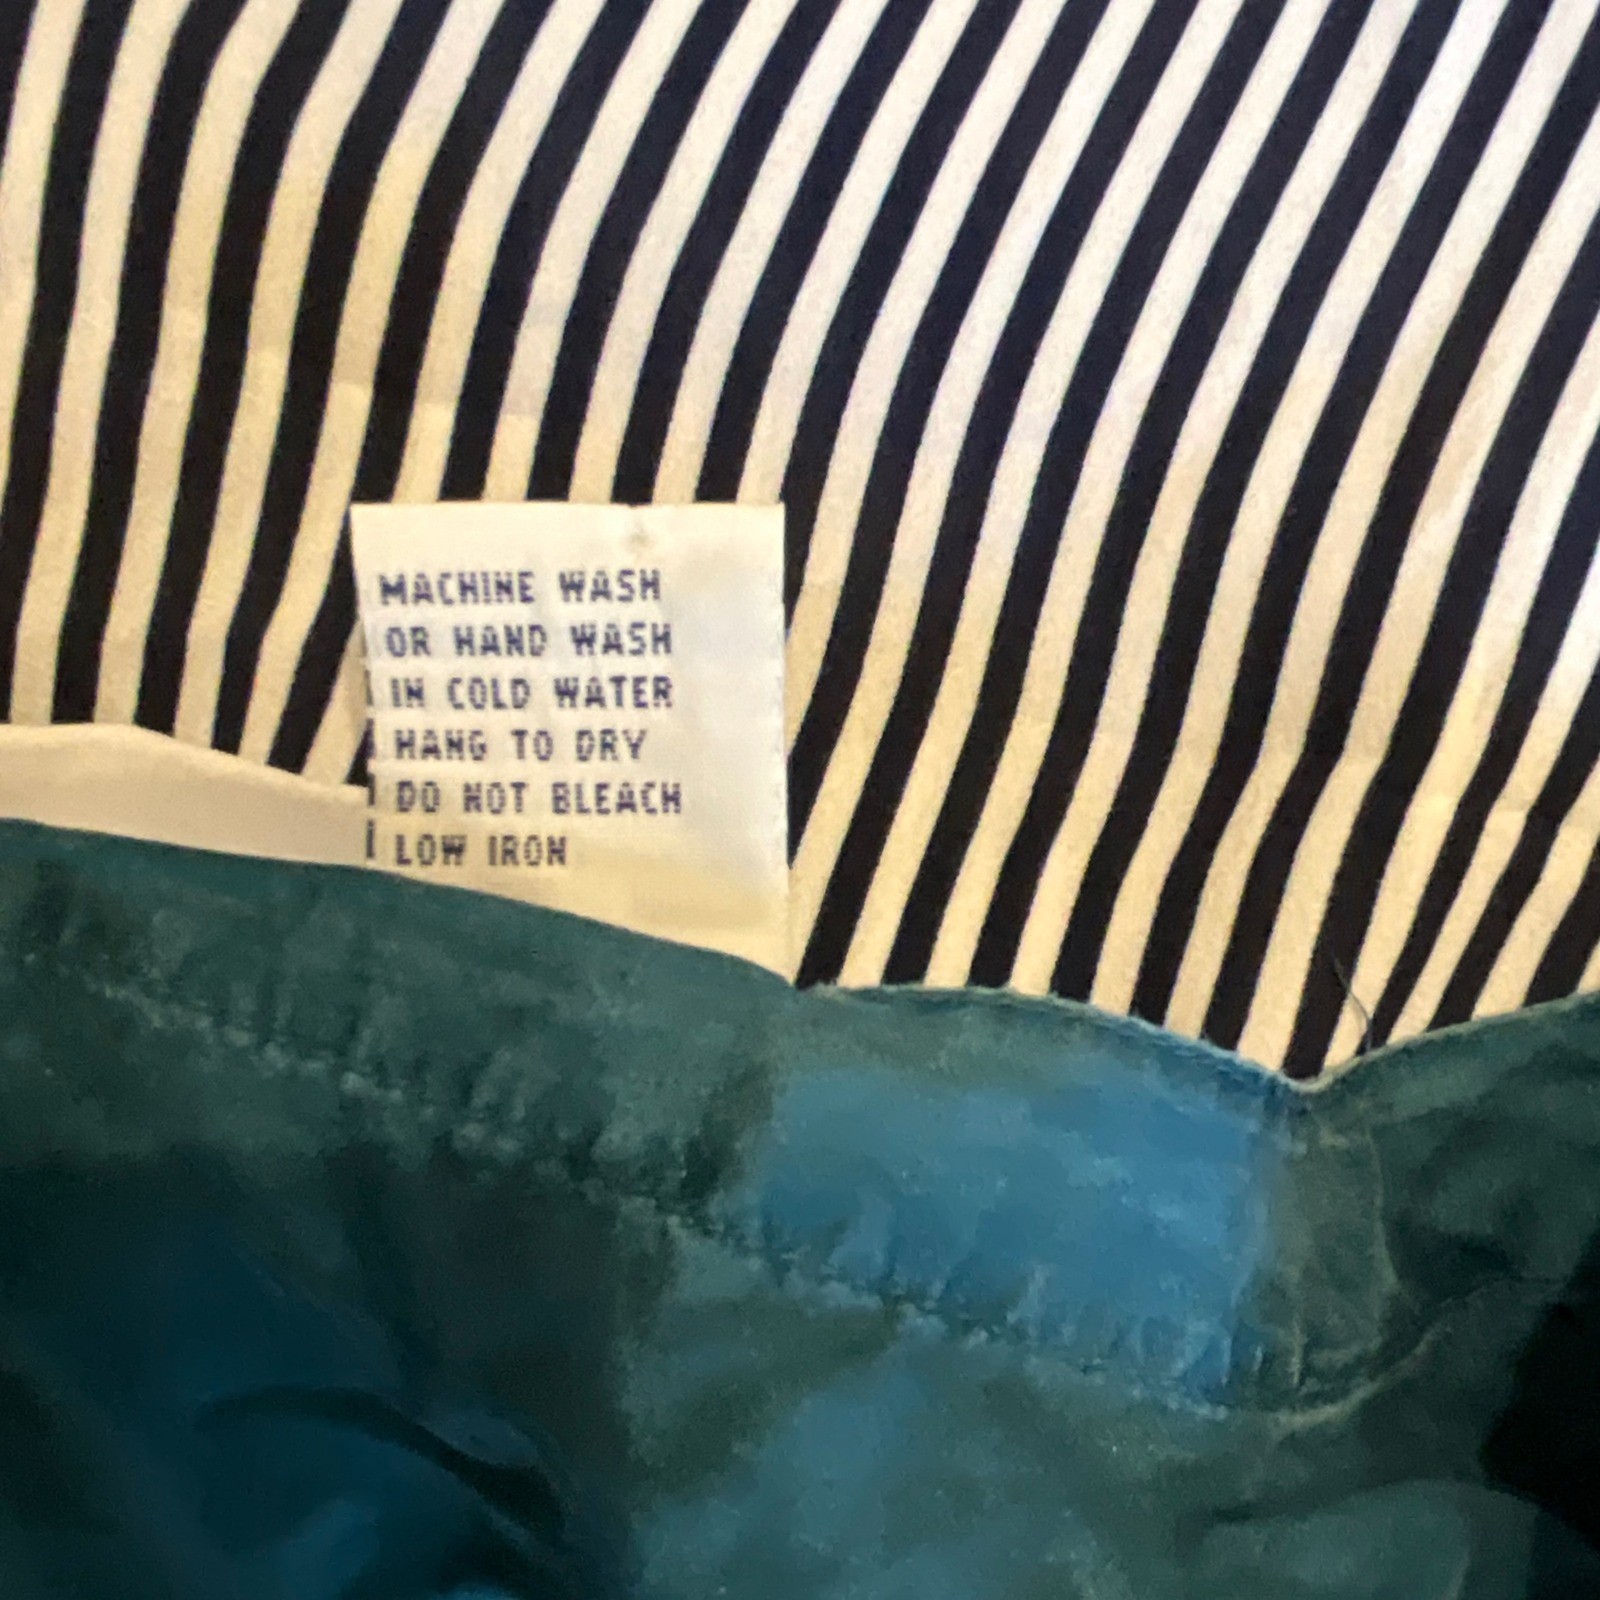 MACHINE WASH
OR HAND WASH
IN COLD WATER
HANG TO DRY
DO NOT BLEACH
LOW IRON